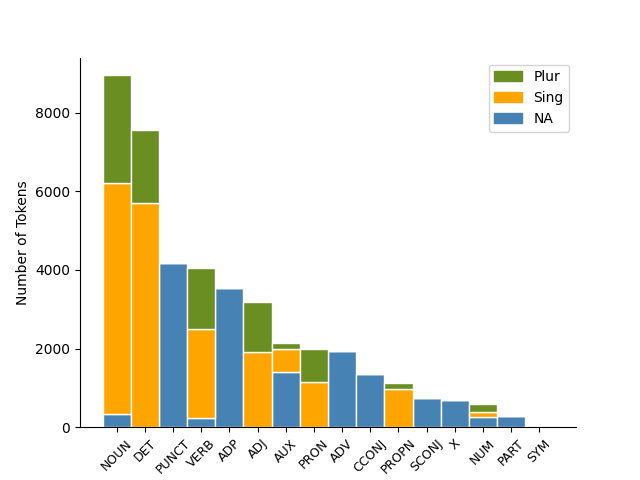 Plur
Sing
NA
Number of Tokens
8000
6000
4000
2000
0
NOUN
DET
PUNCT
VERB
ADP
ADJ
AUX
PRON
ADV
CCONJ
PROPN
SCONJ
X
NUM
PART
SYM